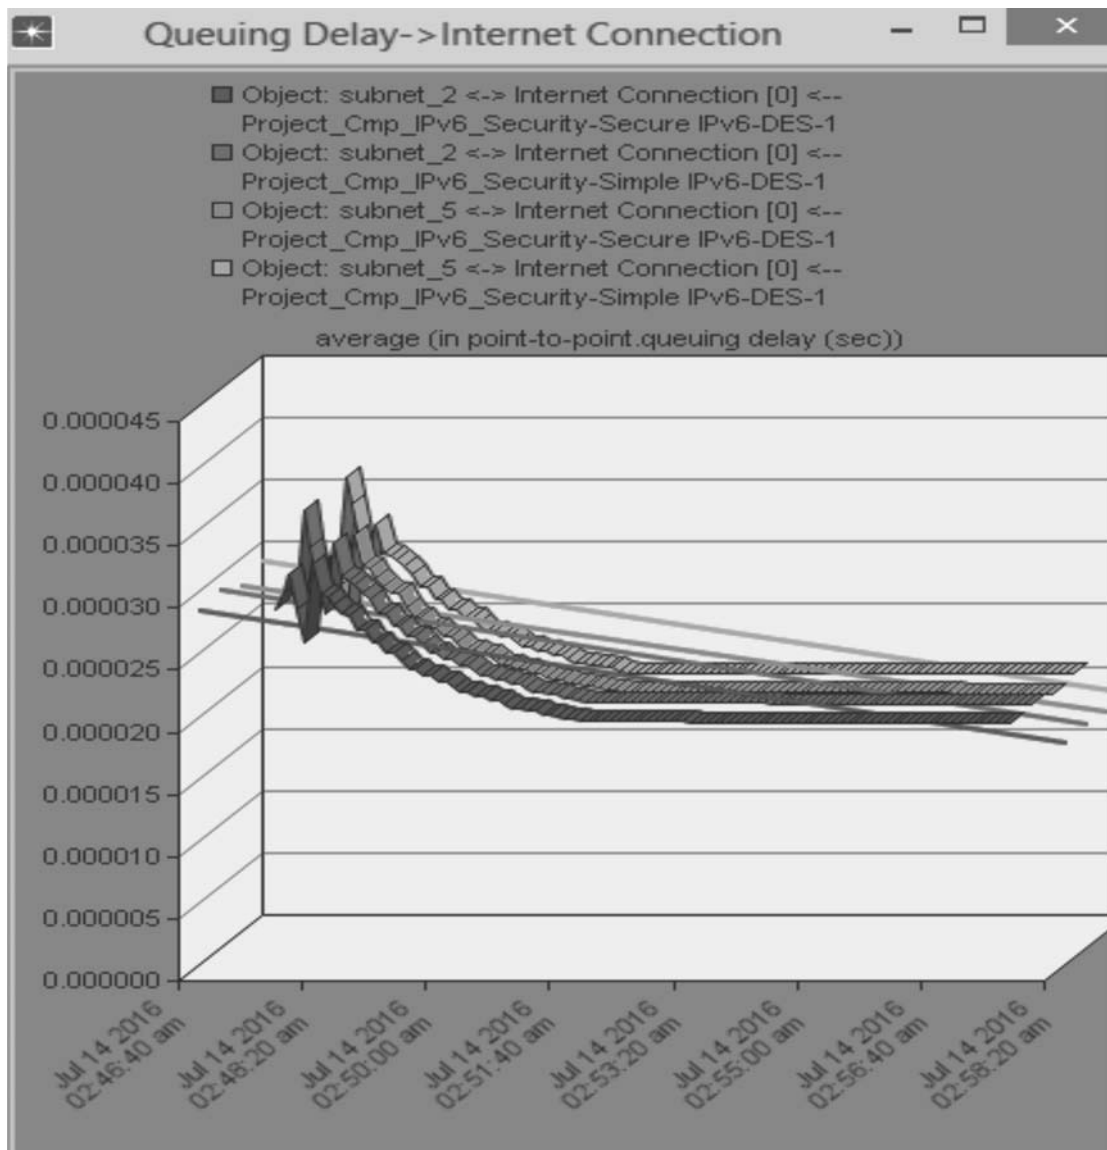 Queuing Delay->Internet Connection
Object: subnet_2 <-> Internet Connection [0] <--
Project_Cmp_IPv6_Security-Secure IPv6-DES-1
Object: subnet_2 <-> Internet Connection [0] <--
Project_Cmp_IPv6_Security-Simple IPv6-DES-1
Object: subnet_5 <-> Internet Connection [0] <--
Project_Cmp_IPv6_Security-Secure IPv6-DES-1
Object: subnet_5 <-> Internet Connection [0] <--
Project_Cmp_IPv6_Security-Simple IPv6-DES-1
average (in point-to-point.queuing delay (sec))
0.000045
0.000040
0.000035
0.000030
0.000025
0.000020
0.000015
0.000010
0.000005
0.000000
Jul 14 2016
02:46:40 am
Jul 14 2016
02:48:20 am
Jul 14 2016
02:50:00 am
Jul 14 2016
02:51:40 am
Jul 14 2016
02:53:20 am
Jul 14 2016
02:55:00 am
Jul 14 2016
02:56:40 am
Jul 14 2016
02:58:20 am